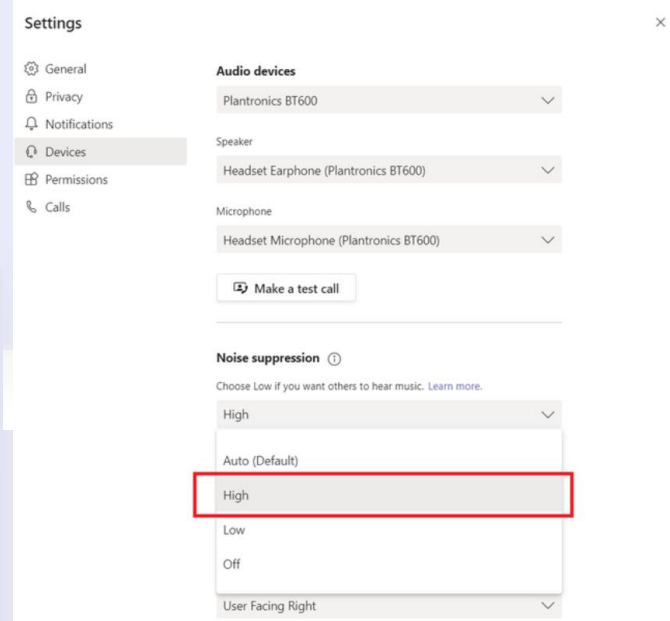 Settings
General
Privacy
Notifications
Devices
Permissions
Calls
Audio devices
Plantronics BT600
Speaker
Headset Earphone (Plantronics BT600)
Microphone
Headset Microphone (Plantronics BT600)
Make a test call
Noise suppression
Choose Low if you want others to hear music. Learn more.
High
Auto (Default)
High
Low
Off
User Facing Right